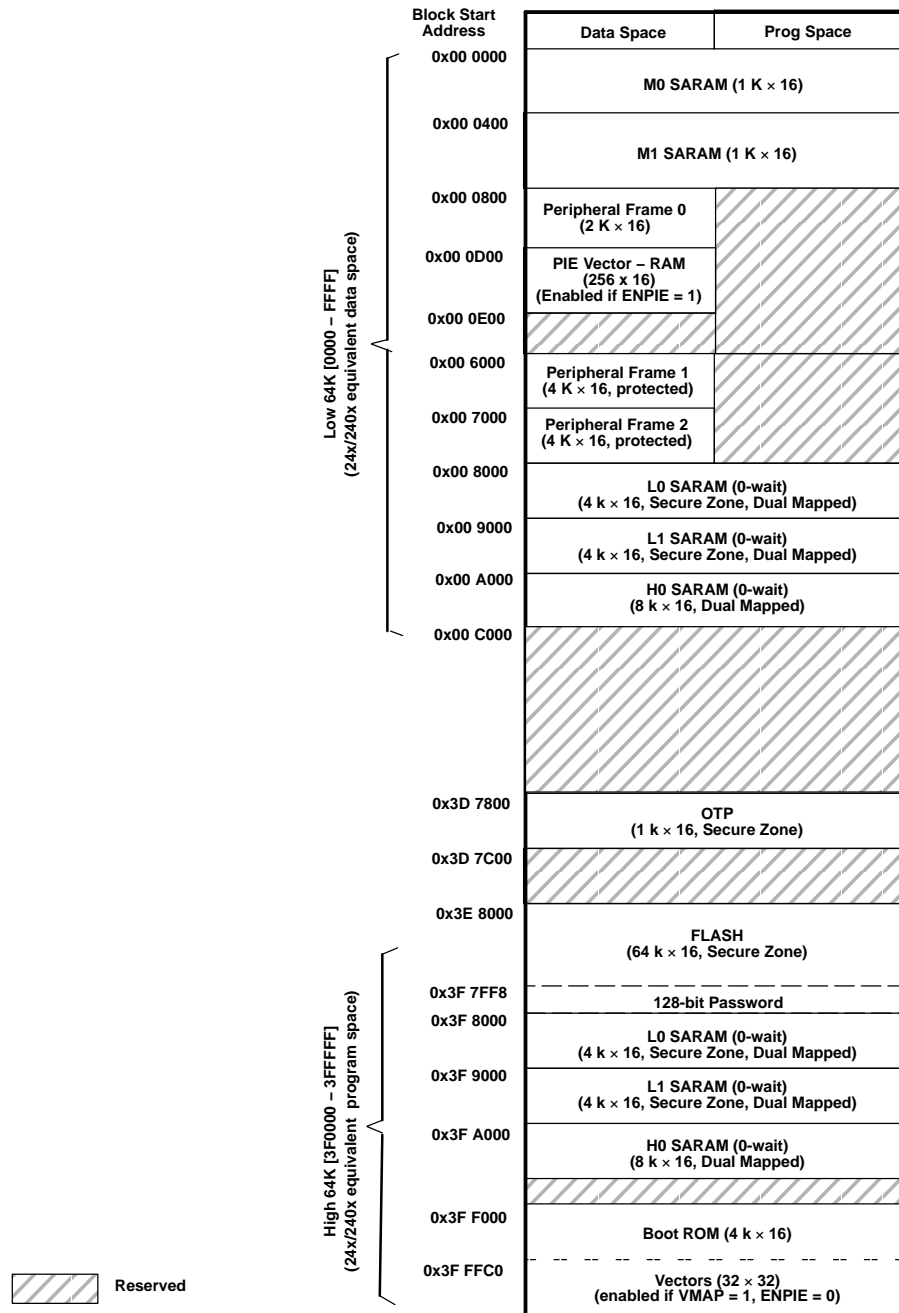 Block Start
Address
Data Space
Prog Space
0x00 0000
M0 SARAM (1 K × 16)
0x00 0400
M1 SARAM (1 K × 16)
0x00 0800
Peripheral Frame 0
(2 K × 16)
0x00 0D00
PIE Vector – RAM
(256 x 16)
(Enabled if ENPIE = 1)
0x00 0E00
0x00 6000
Peripheral Frame 1
(4 K × 16, protected)
0x00 7000
Peripheral Frame 2
(4 K × 16, protected)
0x00 8000
L0 SARAM (0-wait)
(4 k × 16, Secure Zone, Dual Mapped)
0x00 9000
L1 SARAM (0-wait)
(4 k × 16, Secure Zone, Dual Mapped)
0x00 A000
H0 SARAM (0-wait)
(8 k × 16, Dual Mapped)
0x00 C000
Low 64K [0000 – FFFF]
(24x/240x equivalent data space)
0x3D 7800
OTP
(1 k × 16, Secure Zone)
0x3D 7C00
0x3E 8000
FLASH
(64 k × 16, Secure Zone)
0x3F 7FF8
128-bit Password
0x3F 8000
L0 SARAM (0-wait)
(4 k × 16, Secure Zone, Dual Mapped)
0x3F 9000
L1 SARAM (0-wait)
(4 k × 16, Secure Zone, Dual Mapped)
0x3F A000
H0 SARAM (0-wait)
(8 k × 16, Dual Mapped)
0x3F F000
Boot ROM (4 k × 16)
0x3F FFC0
Vectors (32 × 32)
(enabled if VMAP = 1, ENPIE = 0)
High 64K [3F0000 – 3FFFFF]
(24x/240x equivalent program space)
Reserved